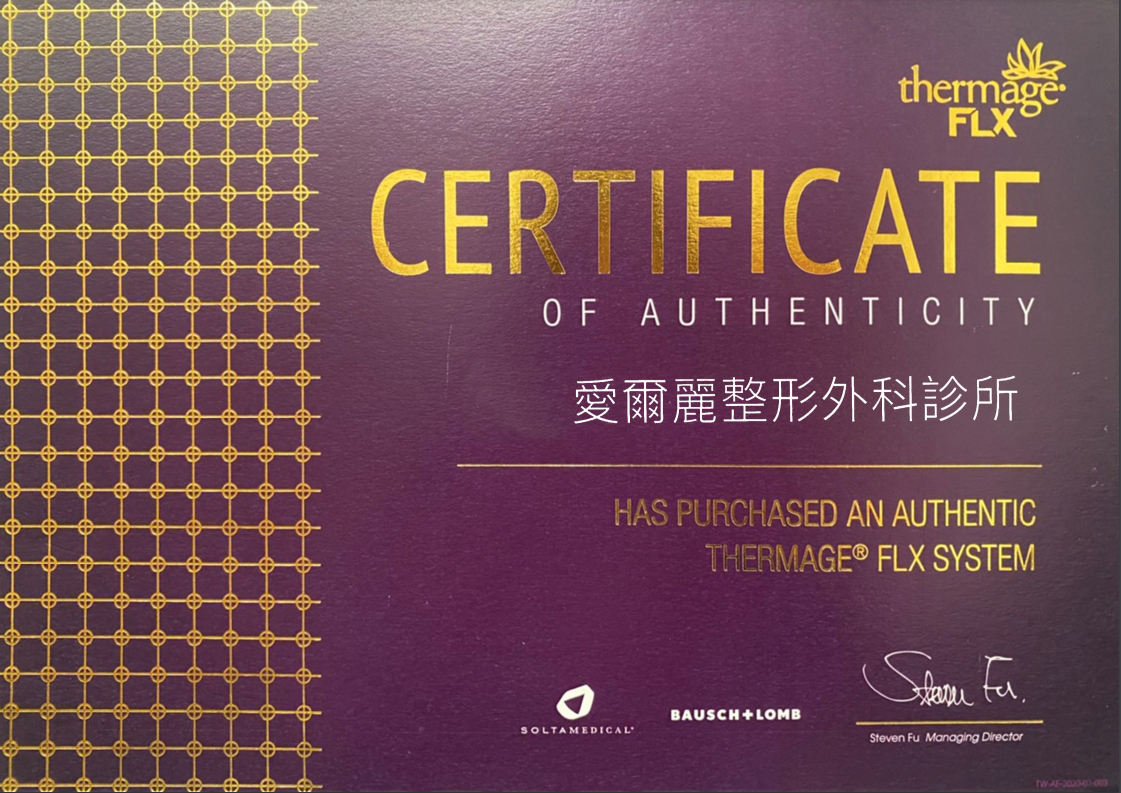 thermage
FLX
CERTIFICATE
OF AUTHENTICITY
愛爾麗整形外科診所
HAS PURCHASED AN AUTHENTIC
THERMAGE® FLX SYSTEM
SOLTAMEDICAL
BAUSCH+LOMB
Steven Fu.
Steven Fu Managing Director